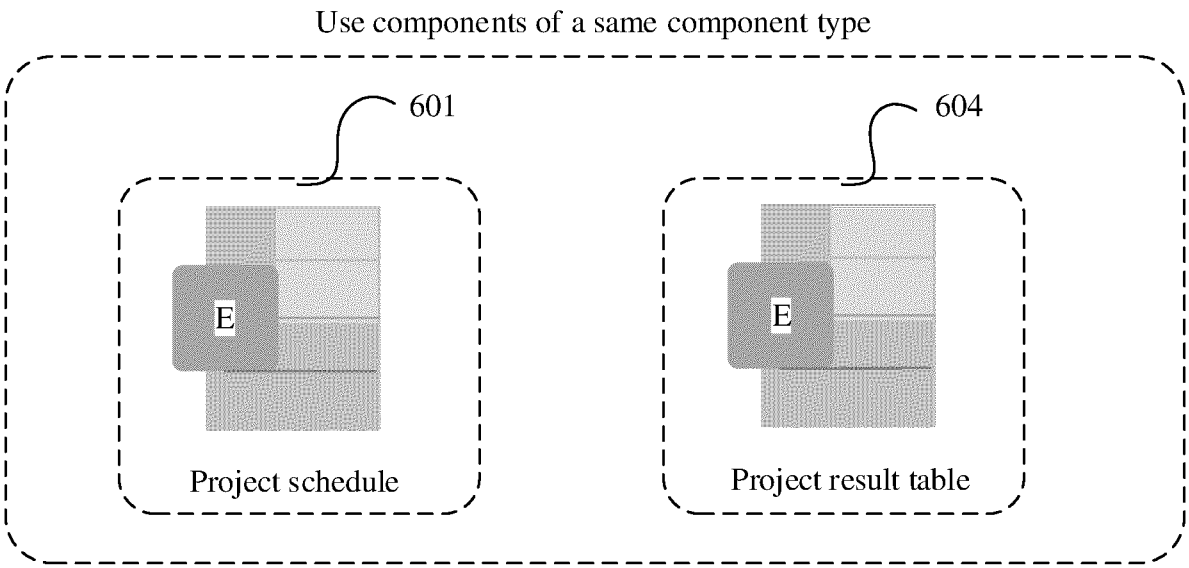 Use components of a same component type
601
604
E
E
Project schedule
Project result table